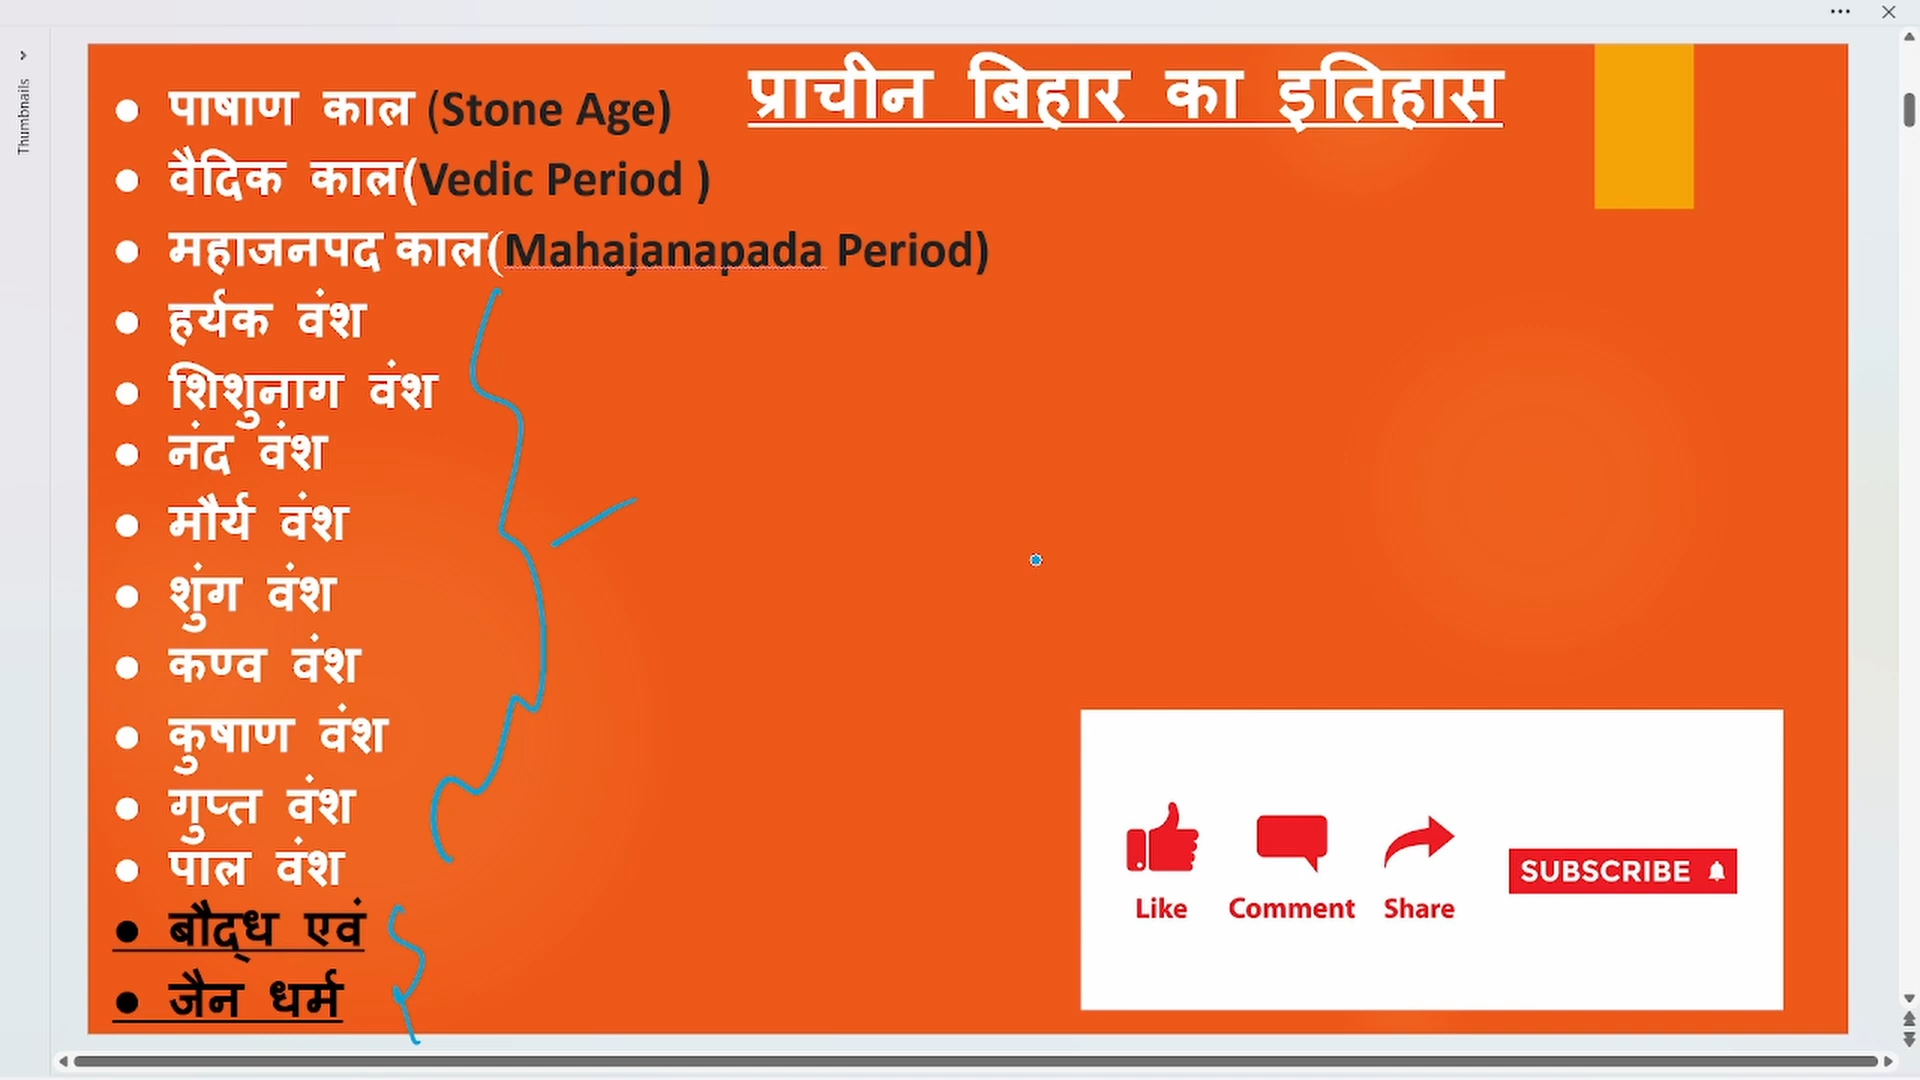 Thumbnails
प्राचीन बिहार का इतिहास
• पाषाण काल (Stone Age)
• वैदिक काल(Vedic Period )
• महाजनपद काल(Mahajanapada Period)
• हर्यक वंश
• शिशुनाग वंश
• नंद वंश
• मौर्य वंश
• शुंग वंश
• कण्व वंश
• कुषाण वंश
• गुप्त वंश
• पाल वंश
• बौद्ध एवं
• जैन धर्म
Like Comment Share SUBSCRIBE